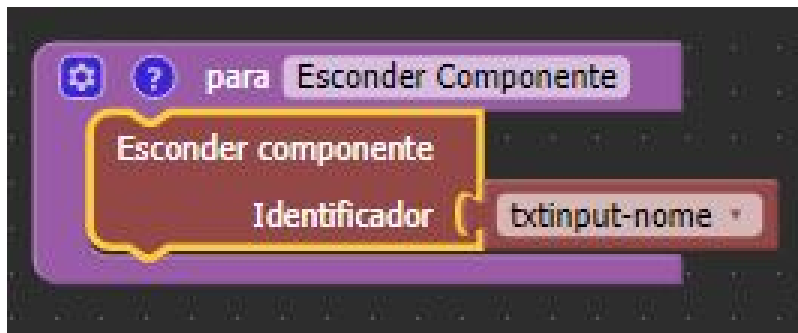 ? para Esconder Componente
Esconder componente
Identificador txtinput-nome